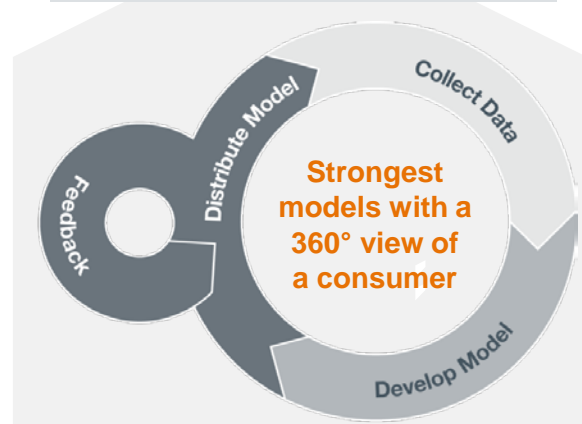 Collect Data
Distribute Model
Feedback
Strongest
models with a
360° view of
a consumer
Develop Model